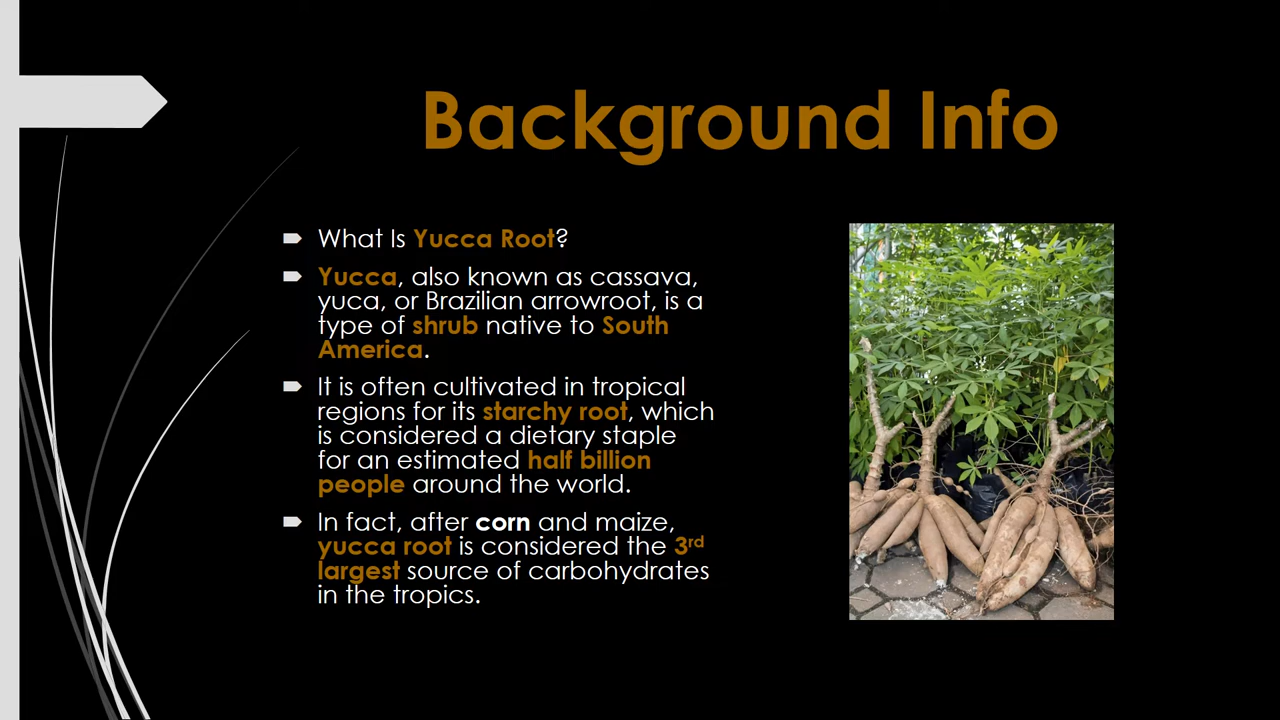 Background Info
What Is Yucca Root?
Yucca, also known as cassava,
yuca, or Brazilian arrowroot, is a
type of shrub native to South
America.
It is often cultivated in tropical
regions for its starchy root, which
is considered a dietary staple
for an estimated half billion
people around the world.
In fact, after corn and maize,
yucca root is considered the 3rd
largest source of carbohydrates
in the tropics.